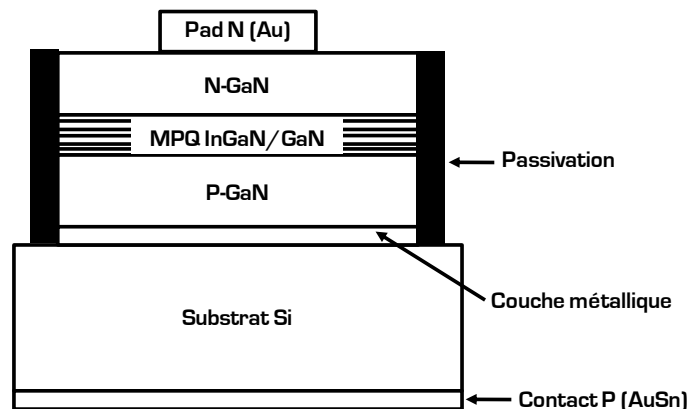 Pad N (Au)
N-GaN
MPQ InGaN/GaN
Passivation
P-GaN
Couche métallique
Substrat Si
Contact P (AuSn)